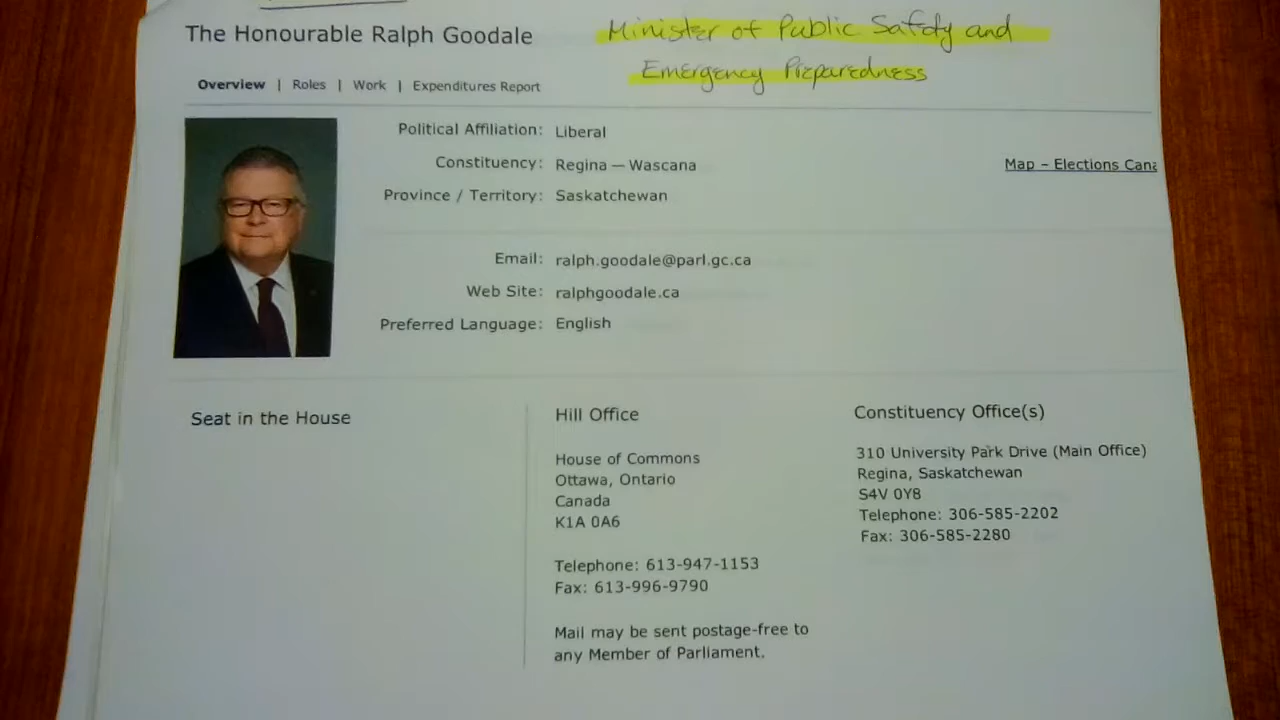 The Honourable Ralph Goodale
Minister of Public Safety and
Emergency Preparedness
Overview | Roles | Work | Expenditures Report
Political Affiliation: Liberal
Constituency: Regina — Wascana
Map – Elections Cana
Province / Territory: Saskatchewan
Email: ralph.goodale@parl.gc.ca
Web Site: ralphgoodale.ca
Preferred Language: English
Seat in the House
Hill Office
House of Commons
Ottawa, Ontario
Canada
K1A 0A6
Telephone: 613-947-1153
Fax: 613-996-9790
Mail may be sent postage-free to
any Member of Parliament.
Constituency Office(s)
310 University Park Drive (Main Office)
Regina, Saskatchewan
S4V 0Y8
Telephone: 306-585-2202
Fax: 306-585-2280